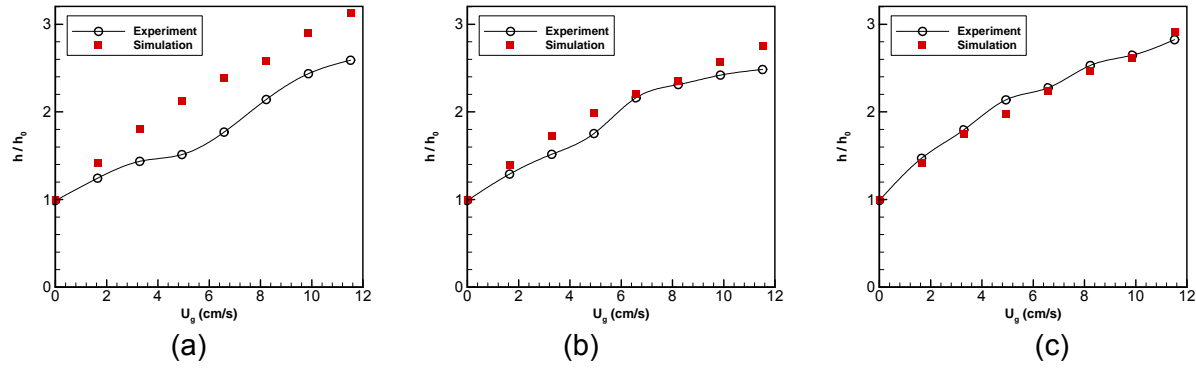 h / h0
3
2
1
0
Experiment
Simulation
0 2 4 6 8 10 12
Ug (cm/s)
(a)
h / h0
3
2
1
0
Experiment
Simulation
0 2 4 6 8 10 12
Ug (cm/s)
(b)
h / h0
3
2
1
0
Experiment
Simulation
0 2 4 6 8 10 12
Ug (cm/s)
(c)